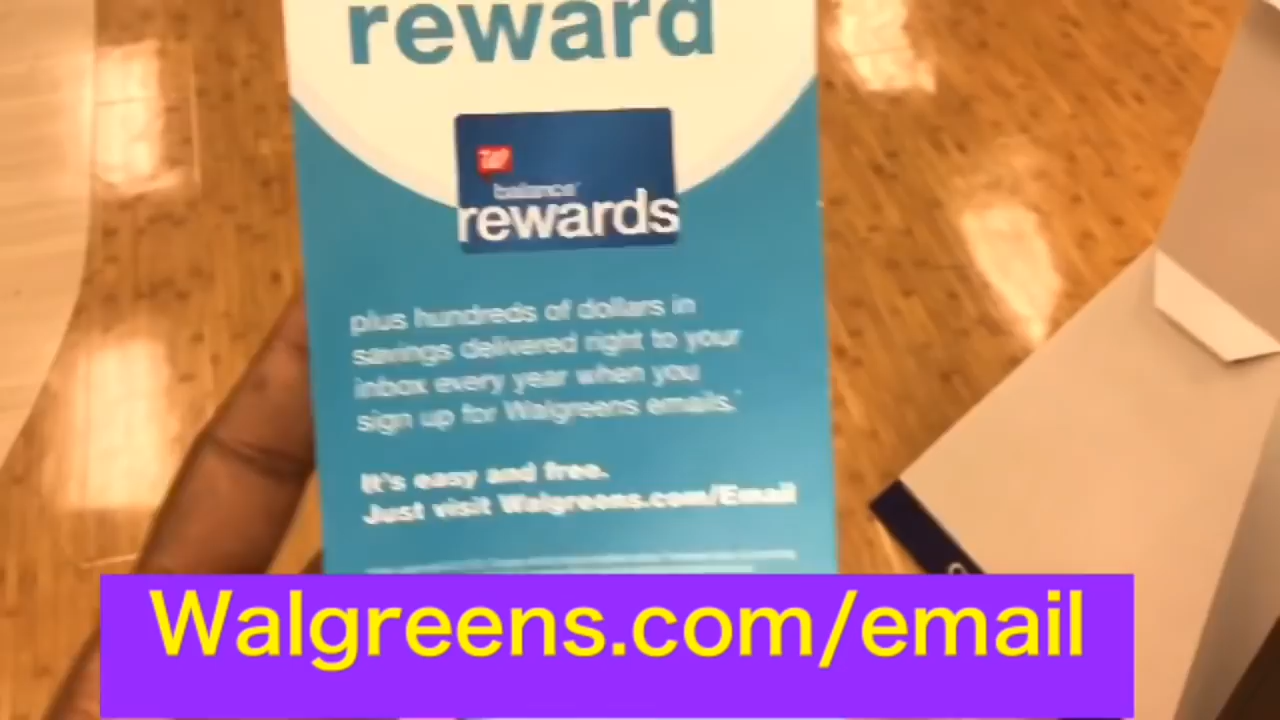 reward
W
balance
rewards
plus hundreds of dollars in
savings delivered right to your
inbox every year when you
sign up for Walgreens emails.*
It's easy and free.
Just visit Walgreens.com/Email
Walgreens.com/email